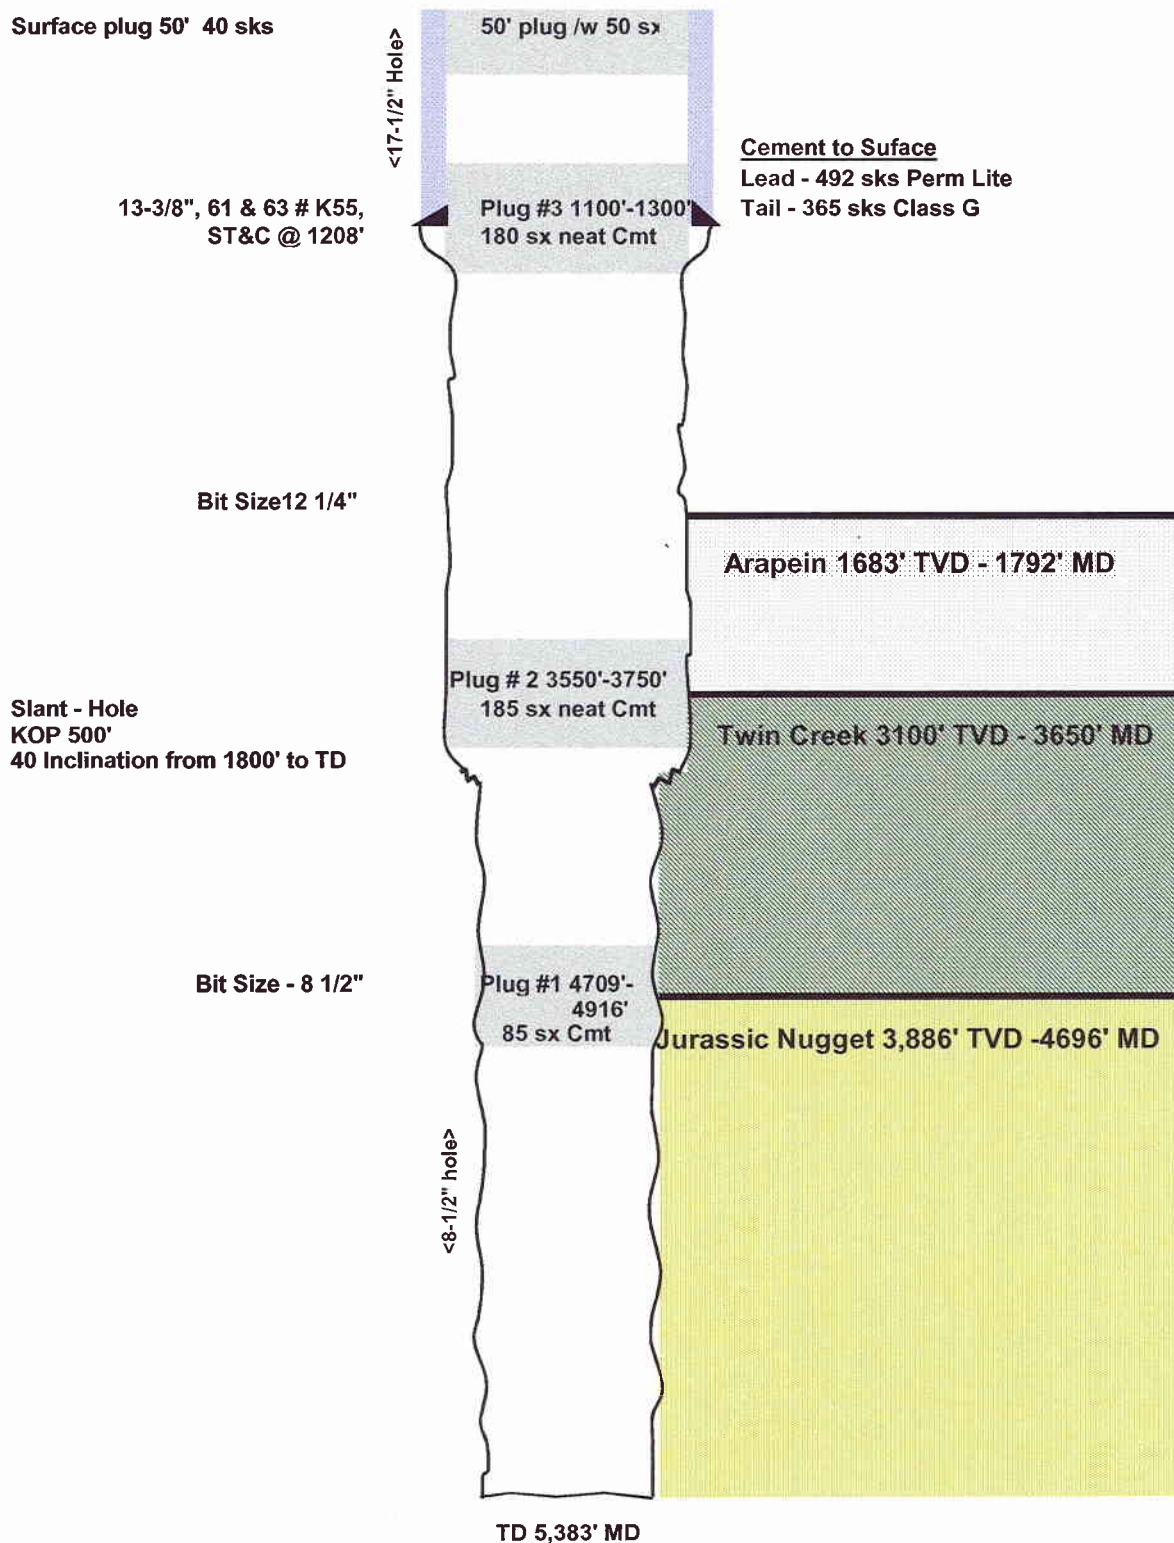 Surface plug 50' 40 sks
50' plug /w 50 sx
<17-1/2" Hole>
Cement to Suface
Lead - 492 sks Perm Lite
Tail - 365 sks Class G
13-3/8", 61 & 63 # K55,
ST&C @ 1208'
Plug #3 1100'-1300'
180 sx neat Cmt
Bit Size12 1/4"
Arapein 1683' TVD - 1792' MD
Plug # 2 3550'-3750'
185 sx neat Cmt
Slant - Hole
KOP 500'
40 Inclination from 1800' to TD
Twin Creek 3100' TVD - 3650' MD
Bit Size - 8 1/2"
Plug #1 4709'-
4916'
85 sx Cmt
Jurassic Nugget 3,886' TVD -4696' MD
<8-1/2" hole>
TD 5,383' MD